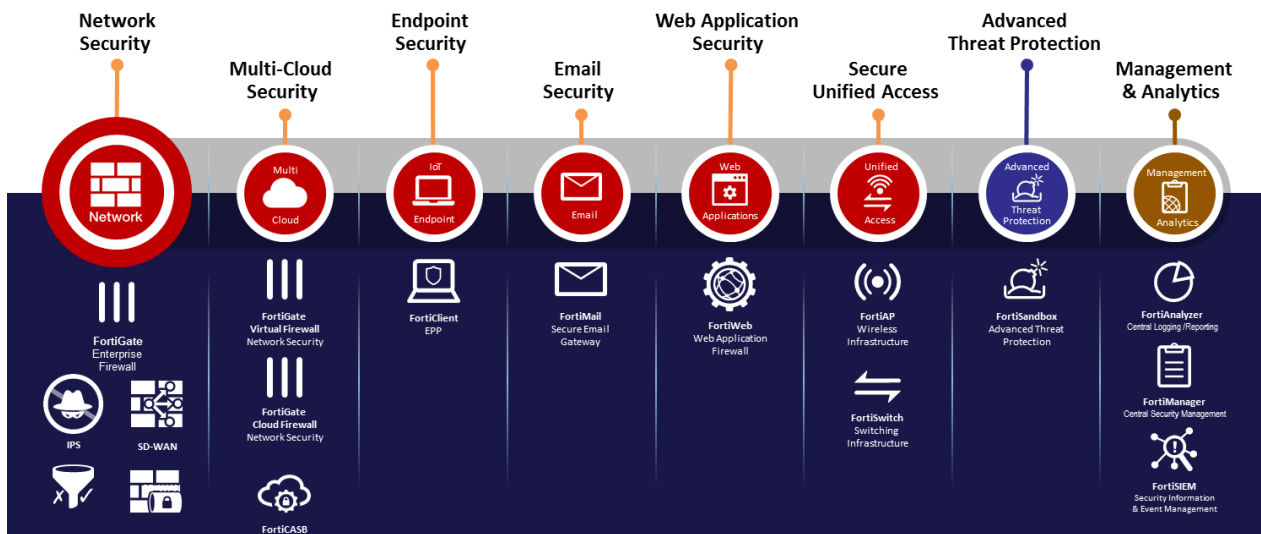 Network
Security
Multi-Cloud
Security
Endpoint
Security
Email
Security
Web Application
Security
Secure
Unified Access
Advanced
Threat Protection
Management
& Analytics
Network
Multi
Cloud
IoT
Endpoint
Email
Web
Applications
Unified
Access
Advanced
Threat
Protection
Management
Analytics
FortiGate
Enterprise
Firewall
IPS
SD-WAN
FortiGate
Virtual Firewall
Network Security
FortiGate
Cloud Firewall
Network Security
FortiCASB
FortiClient
EPP
FortiMail
Secure Email
Gateway
FortiWeb
Web Application
Firewall
FortiAP
Wireless
Infrastructure
FortiSwitch
Switching
Infrastructure
FortiSandbox
Advanced Threat
Protection
FortiAnalyzer
Central Logging /Reporting
FortiManager
Central Security Management
FortiSIEM
Security Information
& Event Management